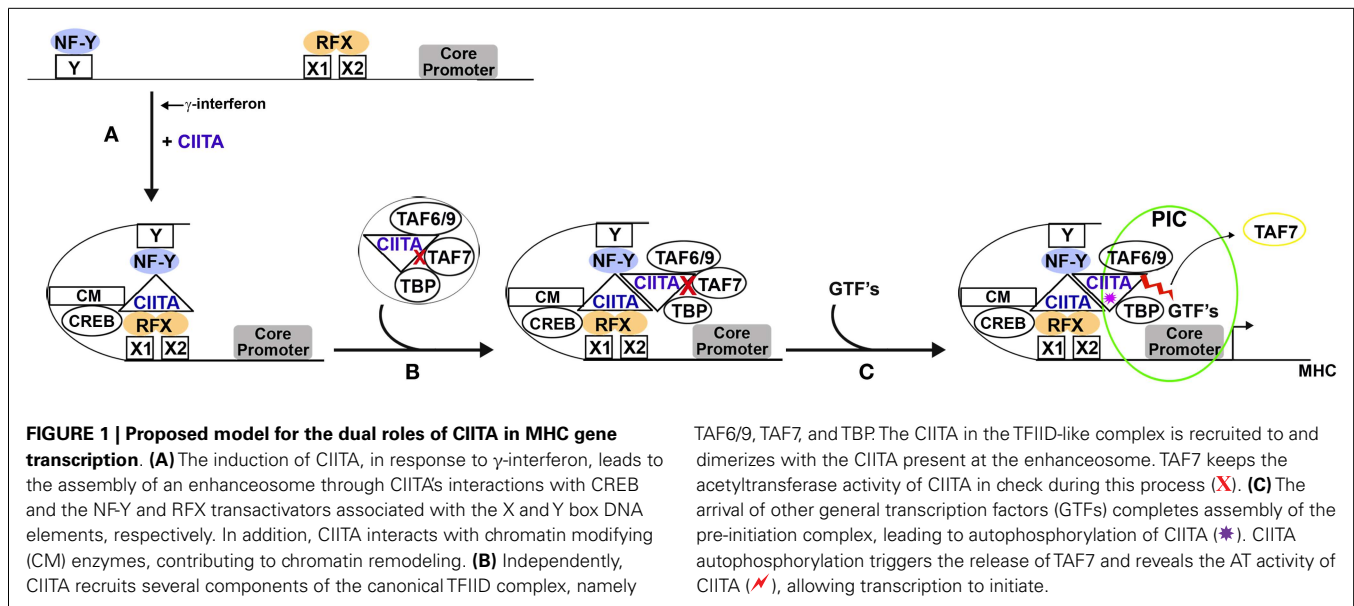 NF-Y
Y
RFX
X1 X2
Core
Promoter
A
γ-interferon
+ CIITA
Y
NF-Y
CIITA
CM
CREB
RFX
X1 X2
Core
Promoter
TAF6/9
CIITA
X
TAF7
TBP
B
Y
NF-Y
TAF6/9
CIITA
X
TAF7
CIITA
TBP
CM
CREB
RFX
X1 X2
Core
Promoter
GTF's
C
PIC
TAF7
Y
NF-Y
TAF6/9
CIITA
CIITA
TBP
GTF's
CM
CREB
RFX
X1 X2
Core
Promoter
MHC
FIGURE 1 | Proposed model for the dual roles of CIITA in MHC gene
transcription. (A) The induction of CIITA, in response to γ-interferon, leads to
the assembly of an enhanceosome through CIITA's interactions with CREB
and the NF-Y and RFX transactivators associated with the X and Y box DNA
elements, respectively. In addition, CIITA interacts with chromatin modifying
(CM) enzymes, contributing to chromatin remodeling. (B) Independently,
CIITA recruits several components of the canonical TFIID complex, namely
TAF6/9, TAF7, and TBP. The CIITA in the TFIID-like complex is recruited to and
dimerizes with the CIITA present at the enhanceosome. TAF7 keeps the
acetyltransferase activity of CIITA in check during this process (X). (C) The
arrival of other general transcription factors (GTFs) completes assembly of the
pre-initiation complex, leading to autophosphorylation of CIITA (✷). CIITA
autophosphorylation triggers the release of TAF7 and reveals the AT activity of
CIITA (), allowing transcription to initiate.